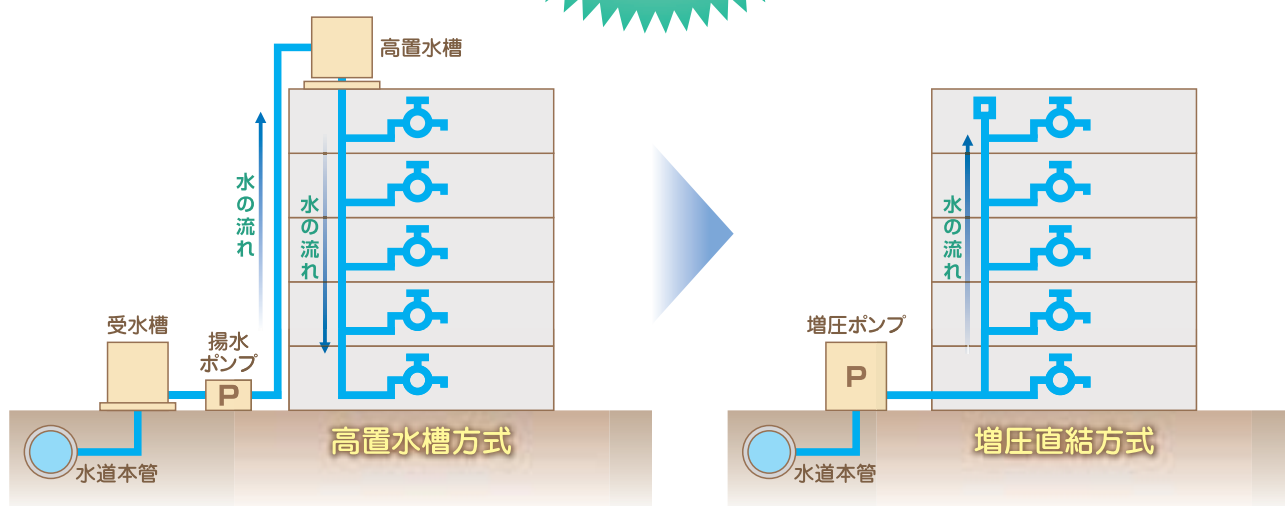 高置水槽
水の流れ
水の流れ
受水槽
揚水
ポンプ
P
水道本管
高置水槽方式
水の流れ
増圧ポンプ
P
水道本管
増圧直結方式